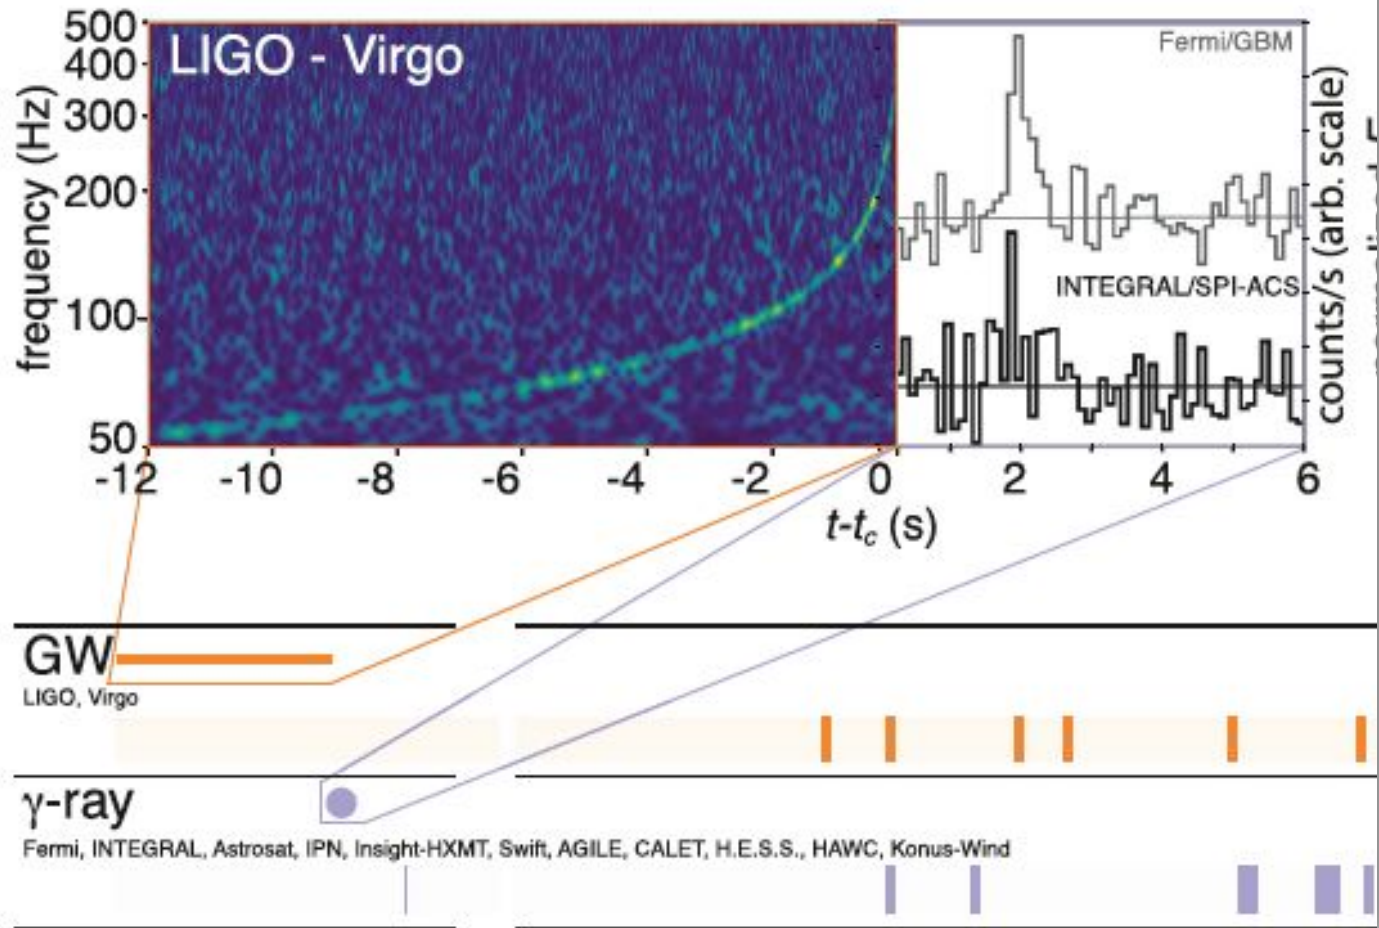 LIGO - Virgo
Fermi/GBM
INTEGRAL/SPI-ACS
frequency (Hz)
500
400
300
200
100
50
counts/s (arb. scale)
-12 -10 -8 -6 -4 -2 0 2 4 6
t-tc (s)
GW
LIGO, Virgo
γ-ray
Fermi, INTEGRAL, Astrosat, IPN, Insight-HXMT, Swift, AGILE, CALET, H.E.S.S., HAWC, Konus-Wind